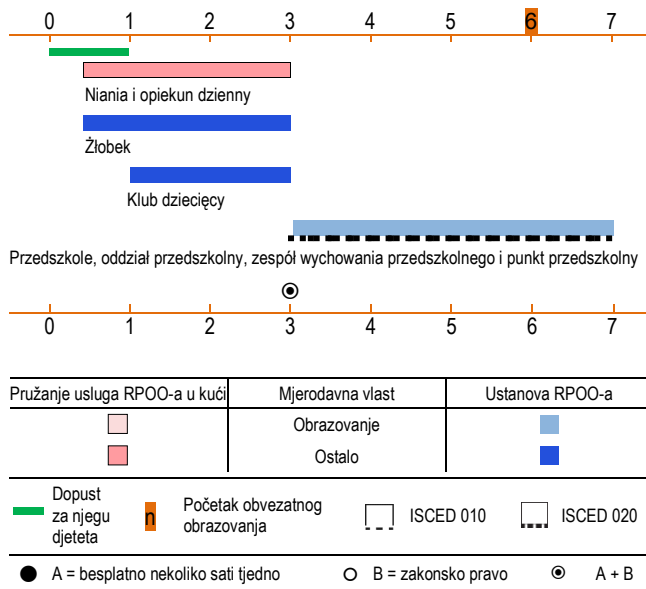 0 1 2 3 4 5 6 7
Niania i opiekun dzienny
Żłobek
Klub dziecięcy
Przedszkole, oddział przedszkolny, zespół wychowania przedszkolnego i punkt przedszkolny
0 1 2 3 4 5 6 7
Pružanje usluga RPOO-a u kući Mjerodavna vlast Ustanova RPOO-a
Obrazovanje
Ostalo
Dopust
za njegu
djeteta
n
Početak obvezatnog
obrazovanja
ISCED 010
ISCED 020
A = besplatno nekoliko sati tjedno B = zakonsko pravo A + B